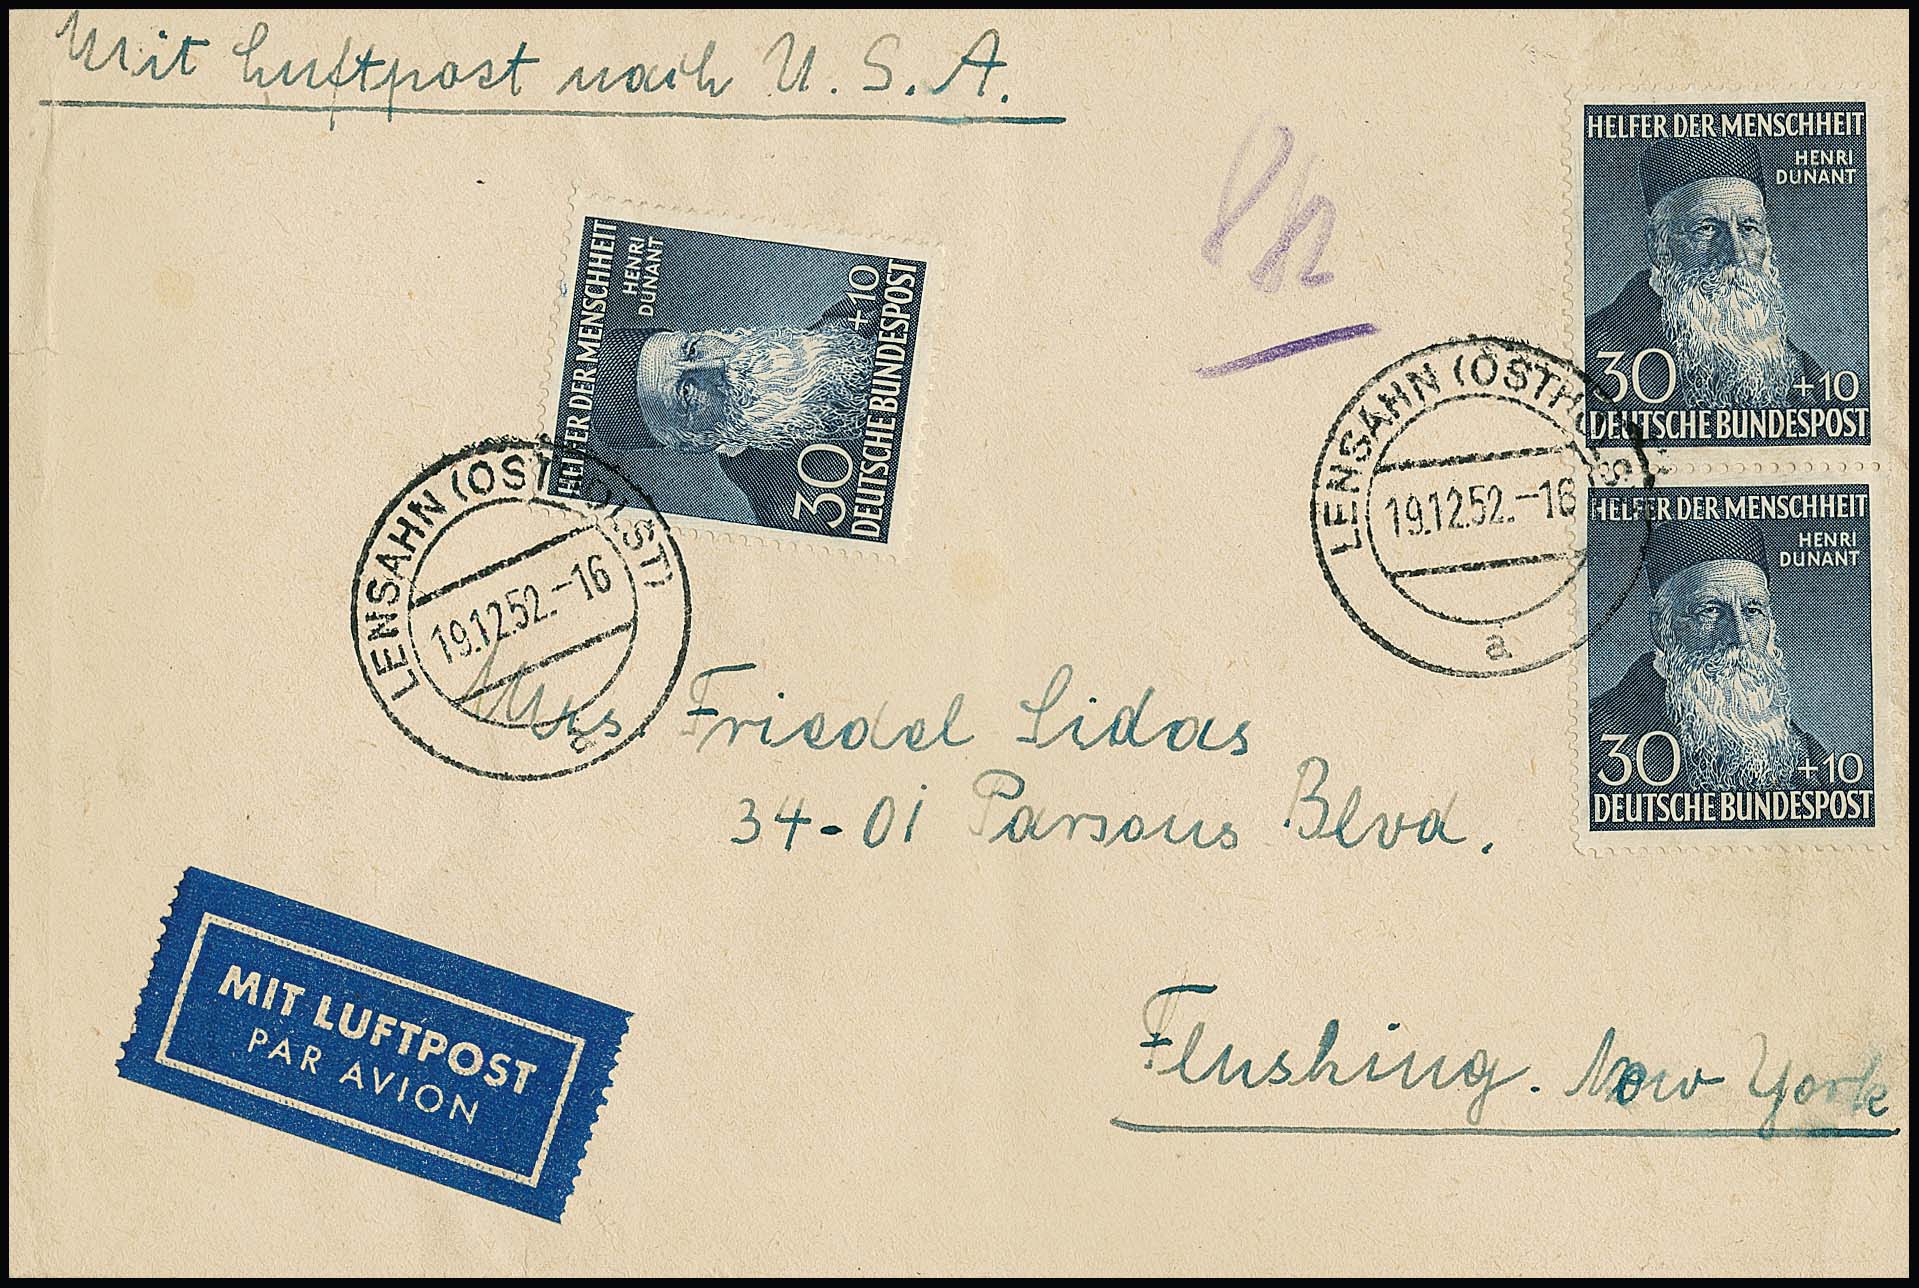 Mit Luftpost nach U. S. A.
HELFER DER MENSCHHEIT
HENRI
DUNANT
30
+10
DEUTSCHE BUNDESPOST
HELFER DER MENSCHHEIT
HENRI
DUNANT
30
+10
DEUTSCHE BUNDESPOST
LENSAHN (OSTHOLST)
19.12.52.-16
a
LENSAHN (OSTHOLST
19.12.52.-16
a
HELFER DER MENSCHHEIT
HENRI
DUNANT
30
+10
DEUTSCHE BUNDESPOST
Mrs. Friedel Sidas
34-01 Parsons Blvd.
Flushing. New York
MIT LUFTPOST
PAR AVION